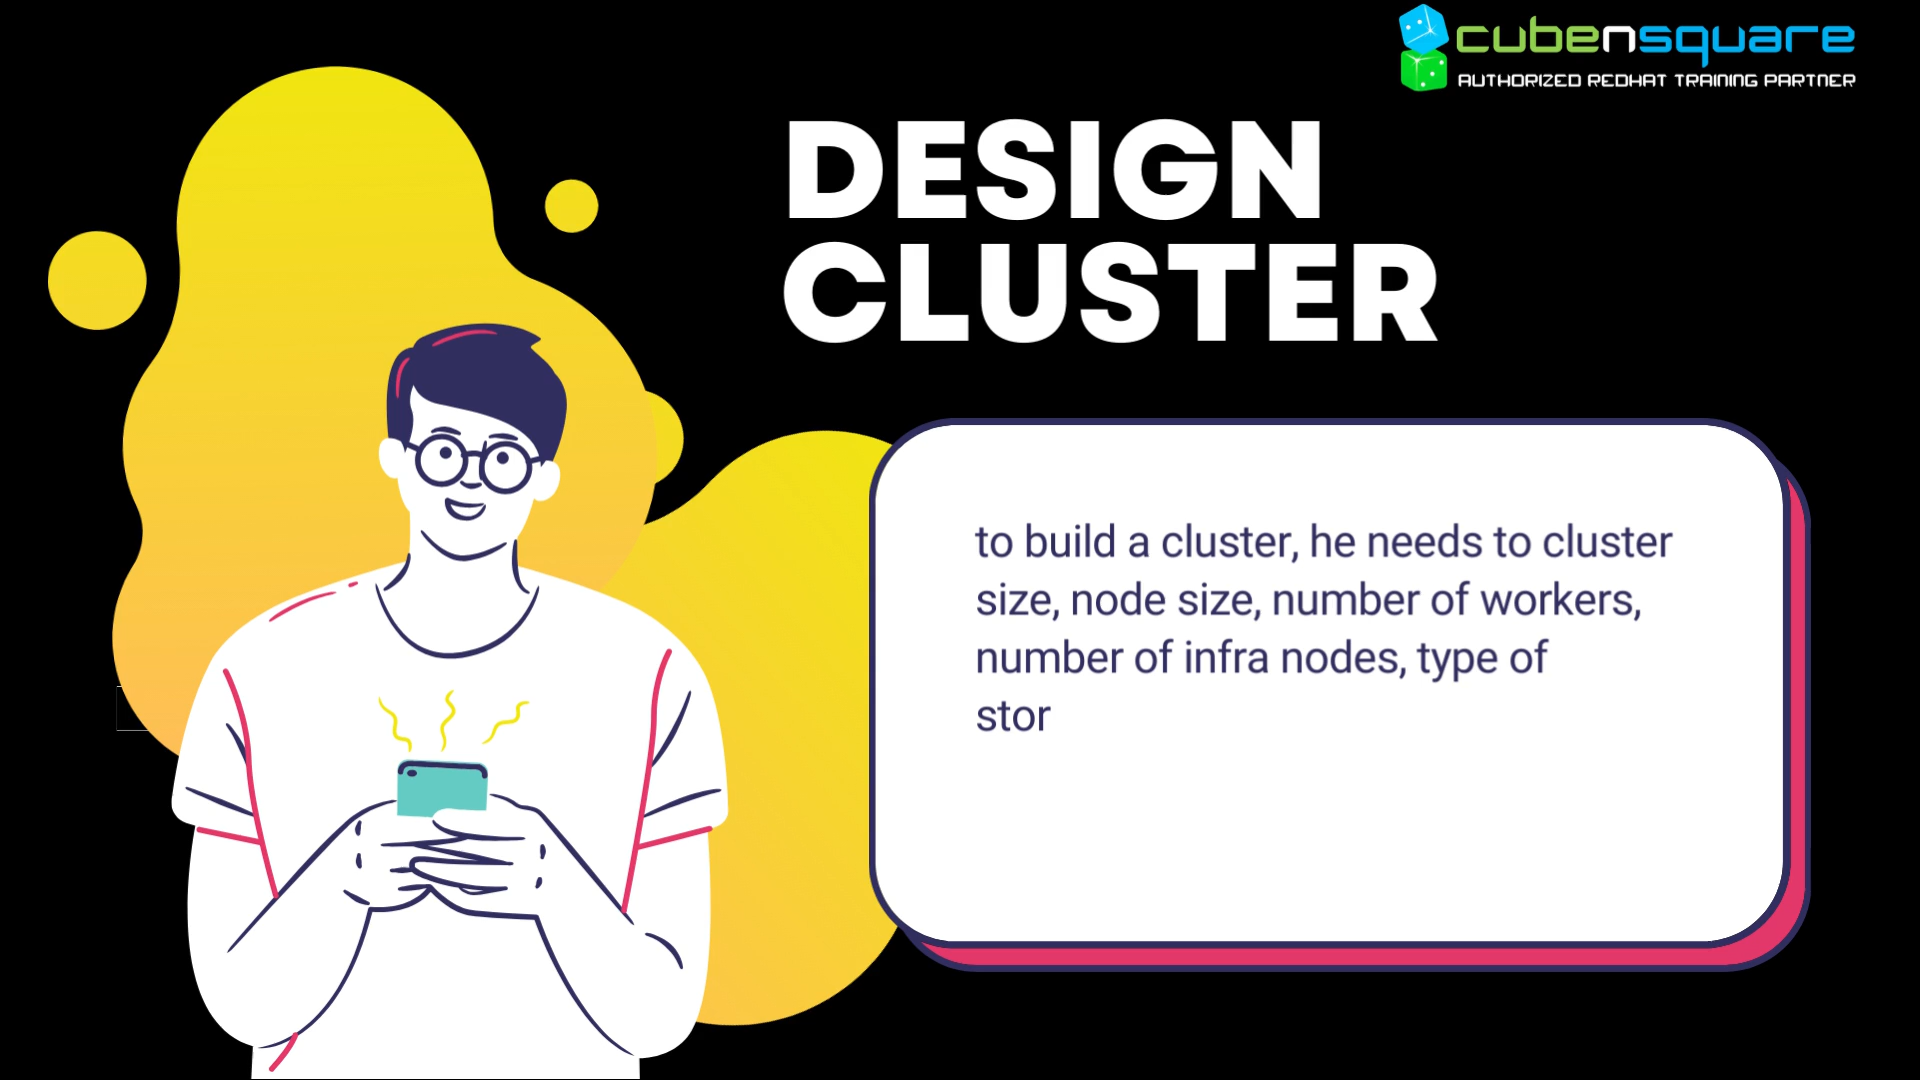 cubensquare
AUTHORIZED REDHAT TRAINING PARTNER
DESIGN
CLUSTER
to build a cluster, he needs to cluster
size, node size, number of workers,
number of infra nodes, type of
stor